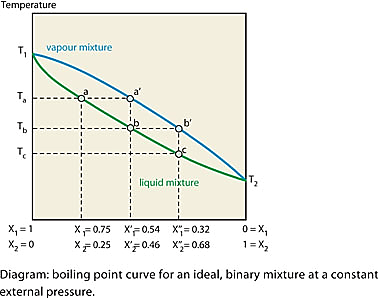 Temperature
T1
vapour mixture
Ta a a'
Tb b b'
Tc c
T2
liquid mixture
X1=1 X1=0.75 X'1=0.54 X"1=0.32 0=X1
X2=0 X2=0.25 X'2=0.46 X"2=0.68 1=X2
Diagram: boiling point curve for an ideal, binary mixture at a constant
external pressure.